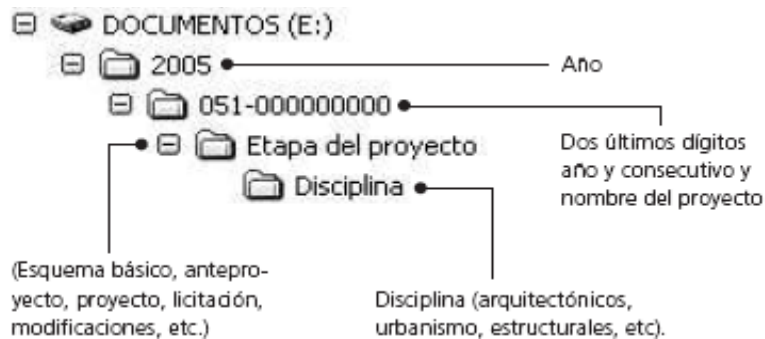 DOCUMENTOS (E:)
2005
Año
051-000000000
Etapa del proyecto
Dos últimos dígitos
año y consecutivo y
nombre del proyecto
Disciplina
(Esquema básico, antepro-
yecto, proyecto, licitación,
modificaciones, etc.)
Disciplina (arquitectónicos,
urbanismo, estructurales, etc).